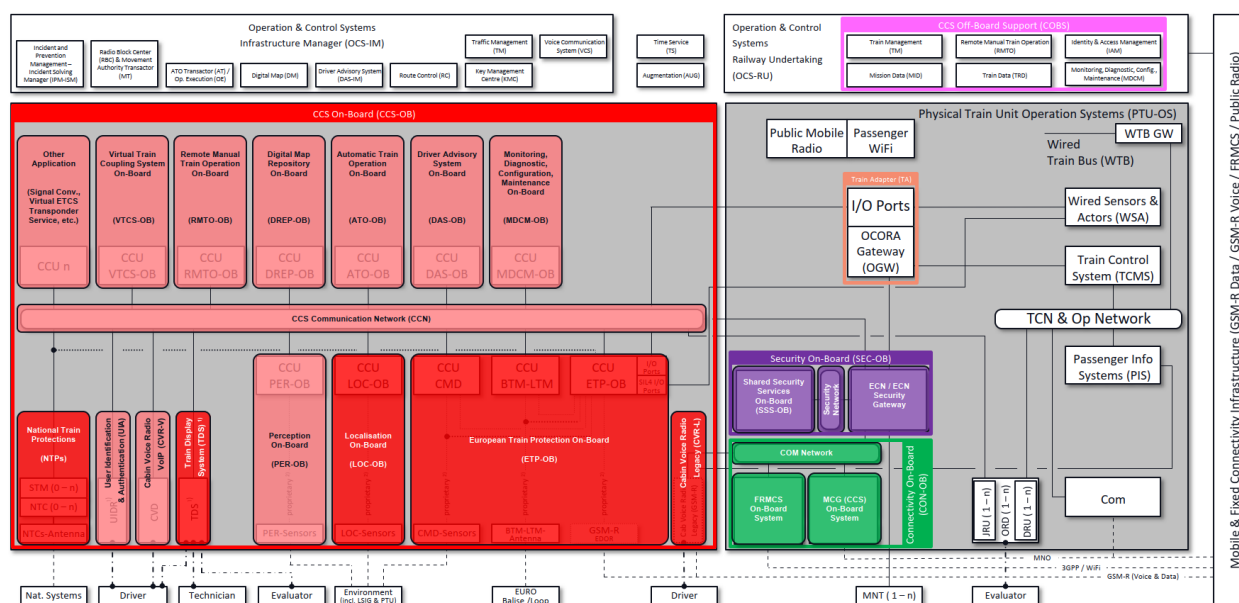 Operation & Control Systems
Infrastructure Manager (OCS-IM)
Incident and
Prevention
Management –
Incident Solving
Manager (IPM-ISM)
Radio Block Center
(RBC) & Movement
Authority Transactor
(MT)
ATO Transactor (AT) /
Op. Execution (OE)
Digital Map (DM)
Driver Advisory System
(DAS-IM)
Route Control (RC)
Traffic Management
(TM)
Voice Communication
System (VCS)
Key Management
Centre (KMC)
Time Service
(TS)
Augmentation (AUG)
Operation & Control
Systems
Railway Undertaking
(OCS-RU)
CCS Off-Board Support (COBS)
Train Management
(TM)
Remote Manual Train Operation
(RMTO)
Identity & Access Management
(IAM)
Mission Data (MID)
Train Data (TRD)
Monitoring, Diagnostic, Config.,
Maintenance (MDCM)
Mobile & Fixed Connectivity Infrastructure (GSM-R Data / GSM-R Voice / FRMCS / Public Radio)
CCS On-Board (CCS-OB)
Other
Application
(Signal Conv.,
Virtual ETCS
Transponder
Service, etc.)
CCU n
Virtual Train
Coupling System
On-Board
(VTCS-OB)
CCU
VTCS-OB
Remote Manual
Train Operation
On-Board
(RMTO-OB)
CCU
RMTO-OB
Digital Map
Repository
On-Board
(DREP-OB)
CCU
DREP-OB
Automatic Train
Operation
On-Board
(ATO-OB)
CCU
ATO-OB
Driver Advisory
System
On-Board
(DAS-OB)
CCU
DAS-OB
Monitoring,
Diagnostic,
Configuration,
Maintenance
On-Board
(MDCM-OB)
CCU
MDCM-OB
CCS Communication Network (CCN)
National Train
Protections
(NTPs)
STM (0 – n)
NTC (0 – n)
NTCs-Antenna
User Identification
& Authentication (UIA)
UIDR
Cabin Voice Radio
VoIP (CVR-V)
CVD
Train Display
System (TDS)
TDS
CCU
PER-OB
Perception
On-Board
(PER-OB)
proprietary
PER-Sensors
CCU
LOC-OB
Localisation
On-Board
(LOC-OB)
proprietary
LOC-Sensors
CCU
CMD
CCU
BTM-LTM
CCU
ETP-OB
I/O
Ports
SIL4 I/O
Ports
European Train Protection On-Board
(ETP-OB)
proprietary
proprietary
CMD-Sensors
BTM-LTM-
Antenna
GSM-R
EDOR
Cabin Voice Radio
Legacy (CVR-L)
Cab Voice Radio
Legacy (GSM-R)
Physical Train Unit Operation Systems (PTU-OS)
Public Mobile
Radio
Passenger
WiFi
WTB GW
Wired
Train Bus (WTB)
Train Adapter (TA)
I/O Ports
OCORA
Gateway
(OGW)
Wired Sensors &
Actors (WSA)
Train Control
System (TCMS)
TCN & Op Network
Passenger Info
Systems (PIS)
Security On-Board (SEC-OB)
Shared Security
Services
On-Board
(SSS-OB)
Security
Network
ECN / ECN
Security
Gateway
COM Network
FRMCS
On-Board
System
MCG (CCS)
On-Board
System
Connectivity On-Board
(CON-OB)
JRU ( 1 – n)
ORD ( 1 – n)
DRU ( 1 – n)
Com
MNO
3GPP / WiFi
GSM-R (Voice & Data)
Nat. Systems
Driver
Technician
Evaluator
Environment
(incl. LSIG & PTU)
EURO
Balise /Loop
Driver
MNT ( 1 – n)
Evaluator